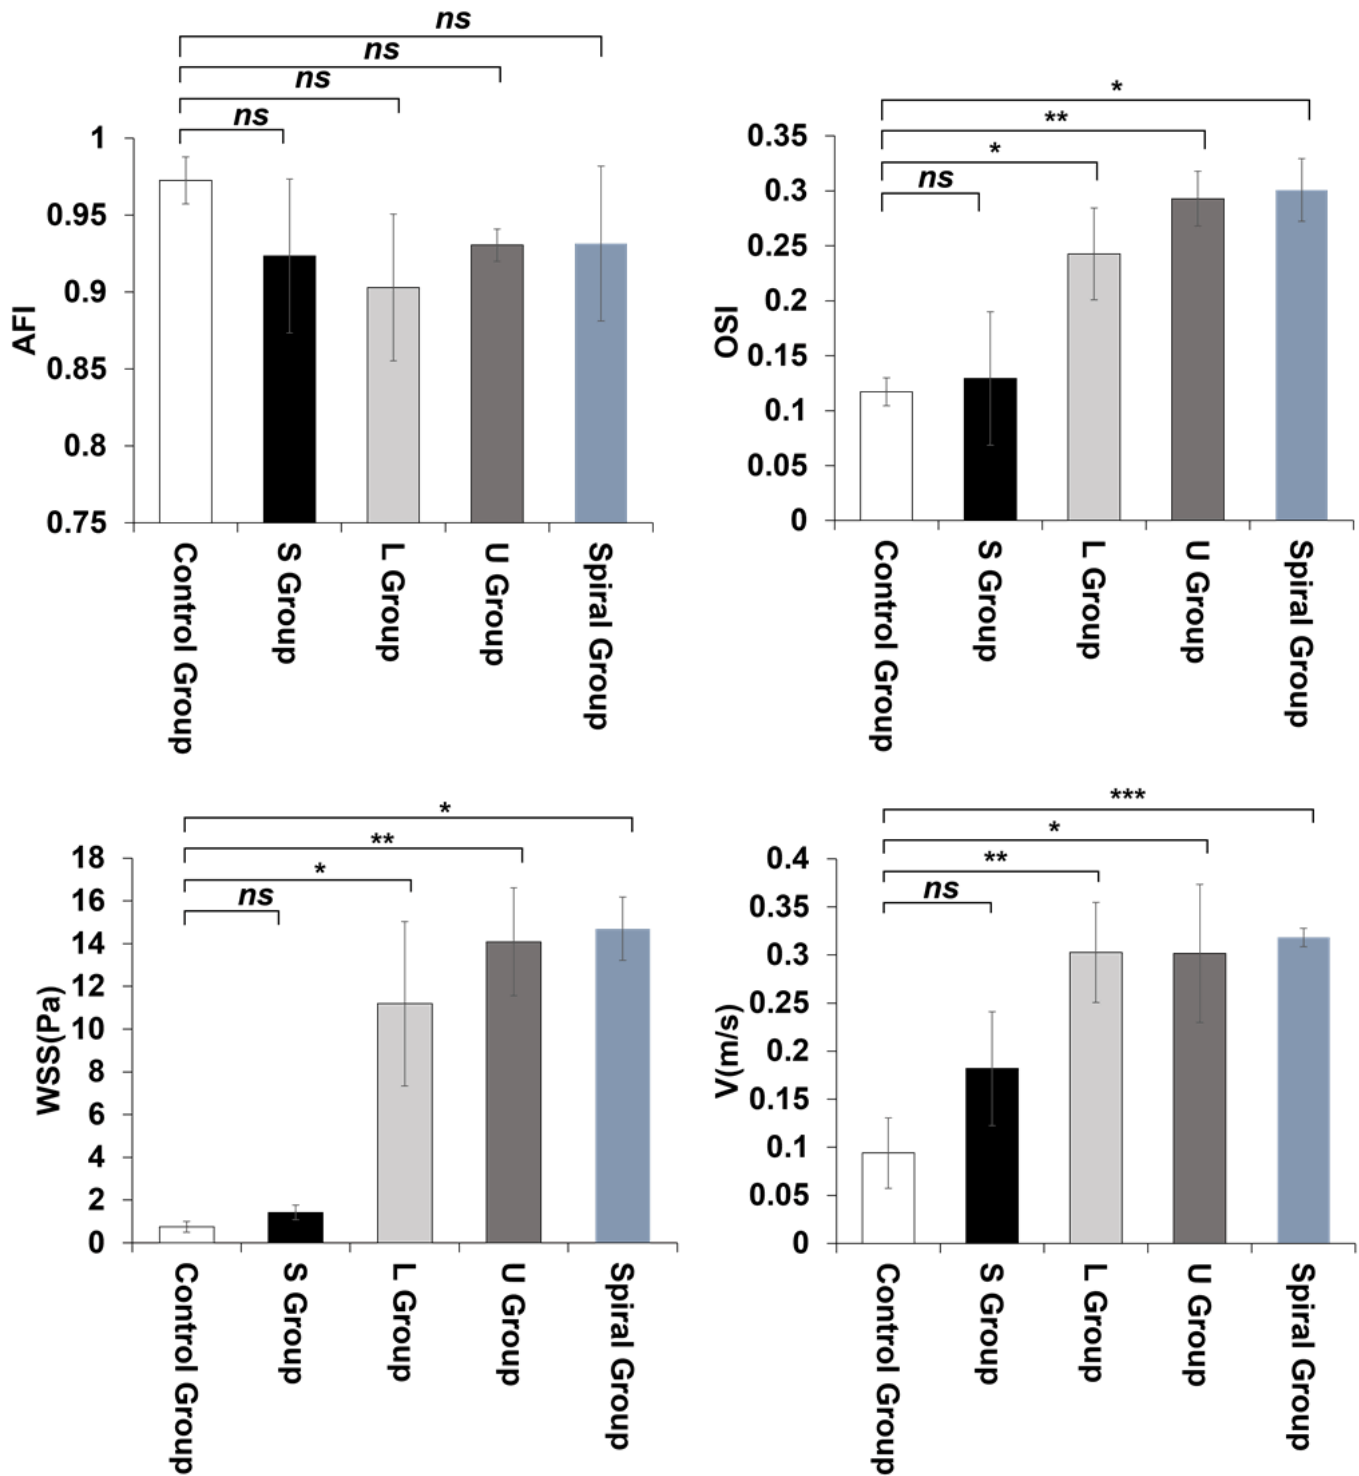 ns
ns
ns
ns
1
0.95
0.9
0.85
0.8
0.75
AFI
Control Group
S Group
L Group
U Group
Spiral Group
*
**
*
ns
0.35
0.3
0.25
0.2
0.15
0.1
0.05
0
OSI
Control Group
S Group
L Group
U Group
Spiral Group
*
**
*
ns
18
16
14
12
10
8
6
4
2
0
WSS(Pa)
Control Group
S Group
L Group
U Group
Spiral Group
***
*
**
ns
0.4
0.35
0.3
0.25
0.2
0.15
0.1
0.05
0
V(m/s)
Control Group
S Group
L Group
U Group
Spiral Group